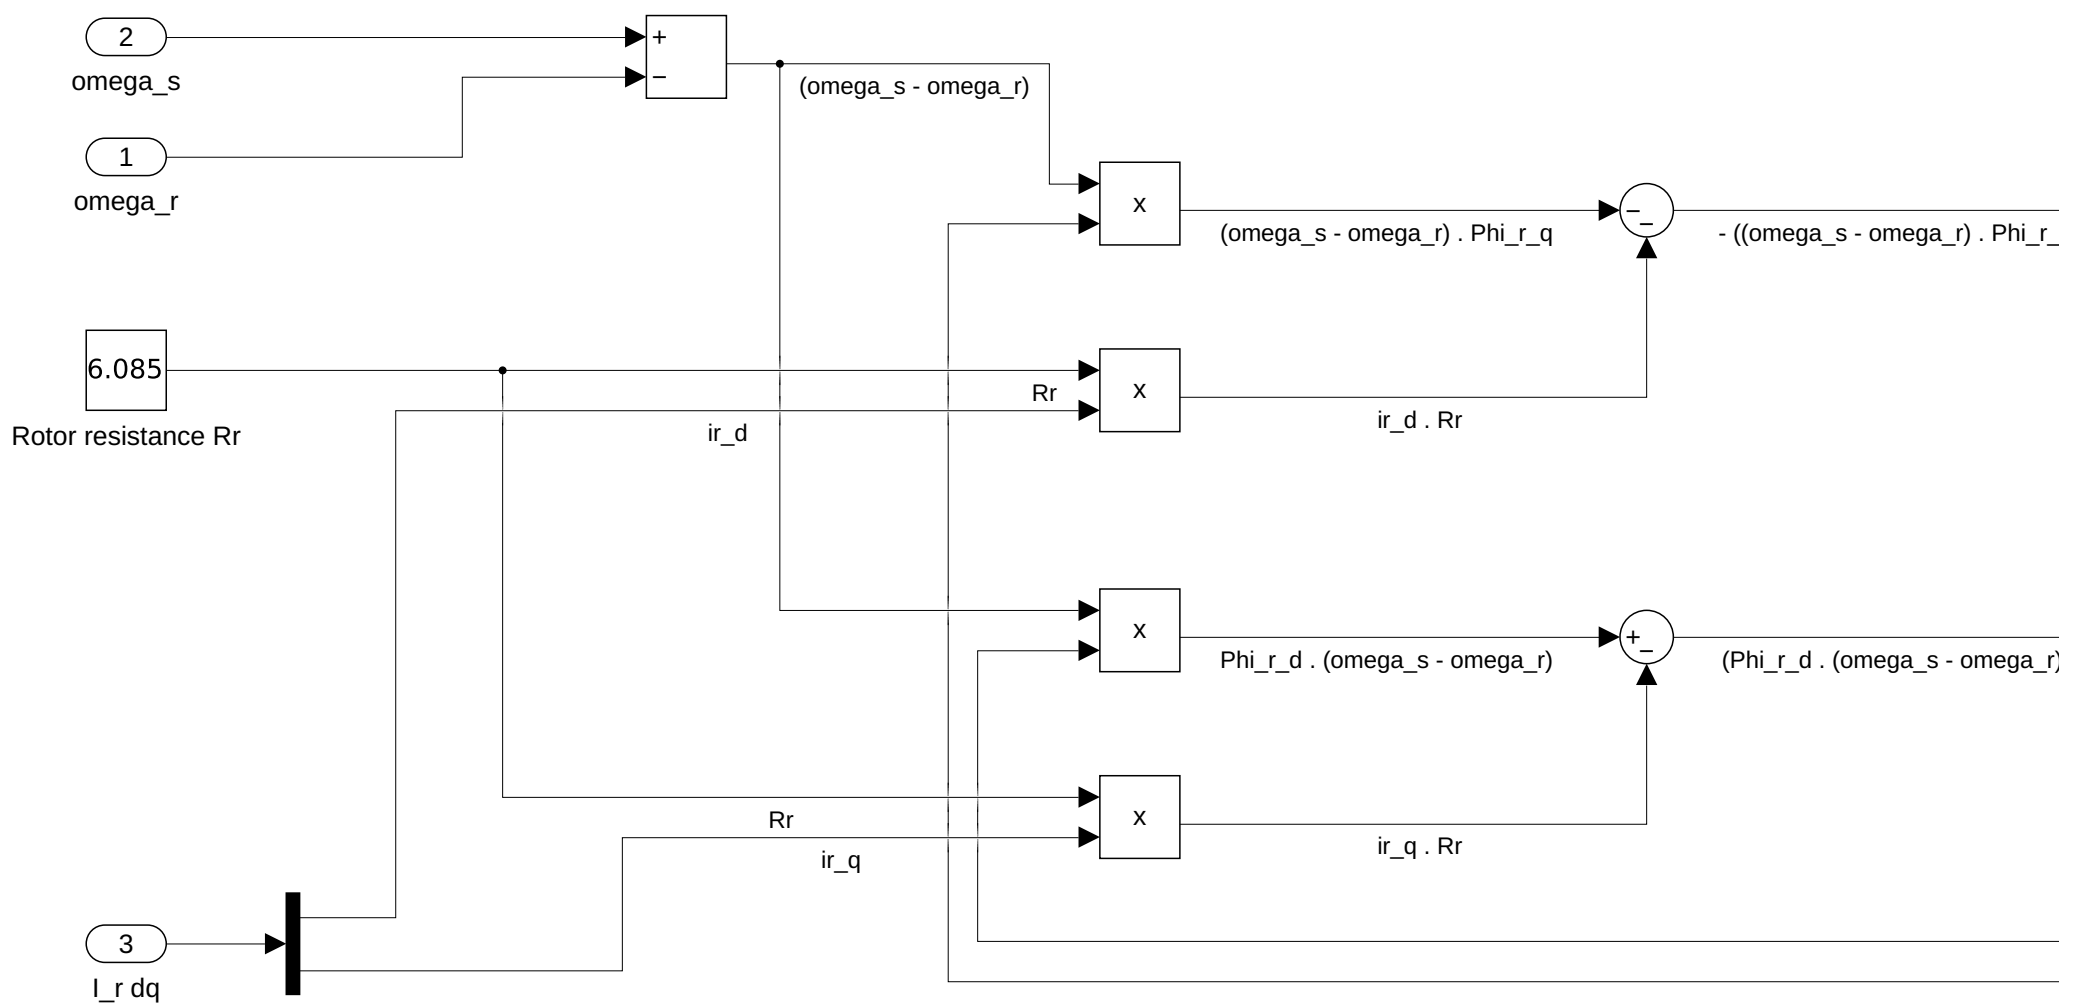 2
omega_s
+
−
(omega_s - omega_r)
1
omega_r
x
(omega_s - omega_r) . Phi_r_q
−
−
- ((omega_s - omega_r) . Phi_r_
6.085
Rotor resistance Rr
Rr
ir_d
x
ir_d . Rr
x
Phi_r_d . (omega_s - omega_r)
+
−
(Phi_r_d . (omega_s - omega_r)
Rr
ir_q
x
ir_q . Rr
3
I_r dq